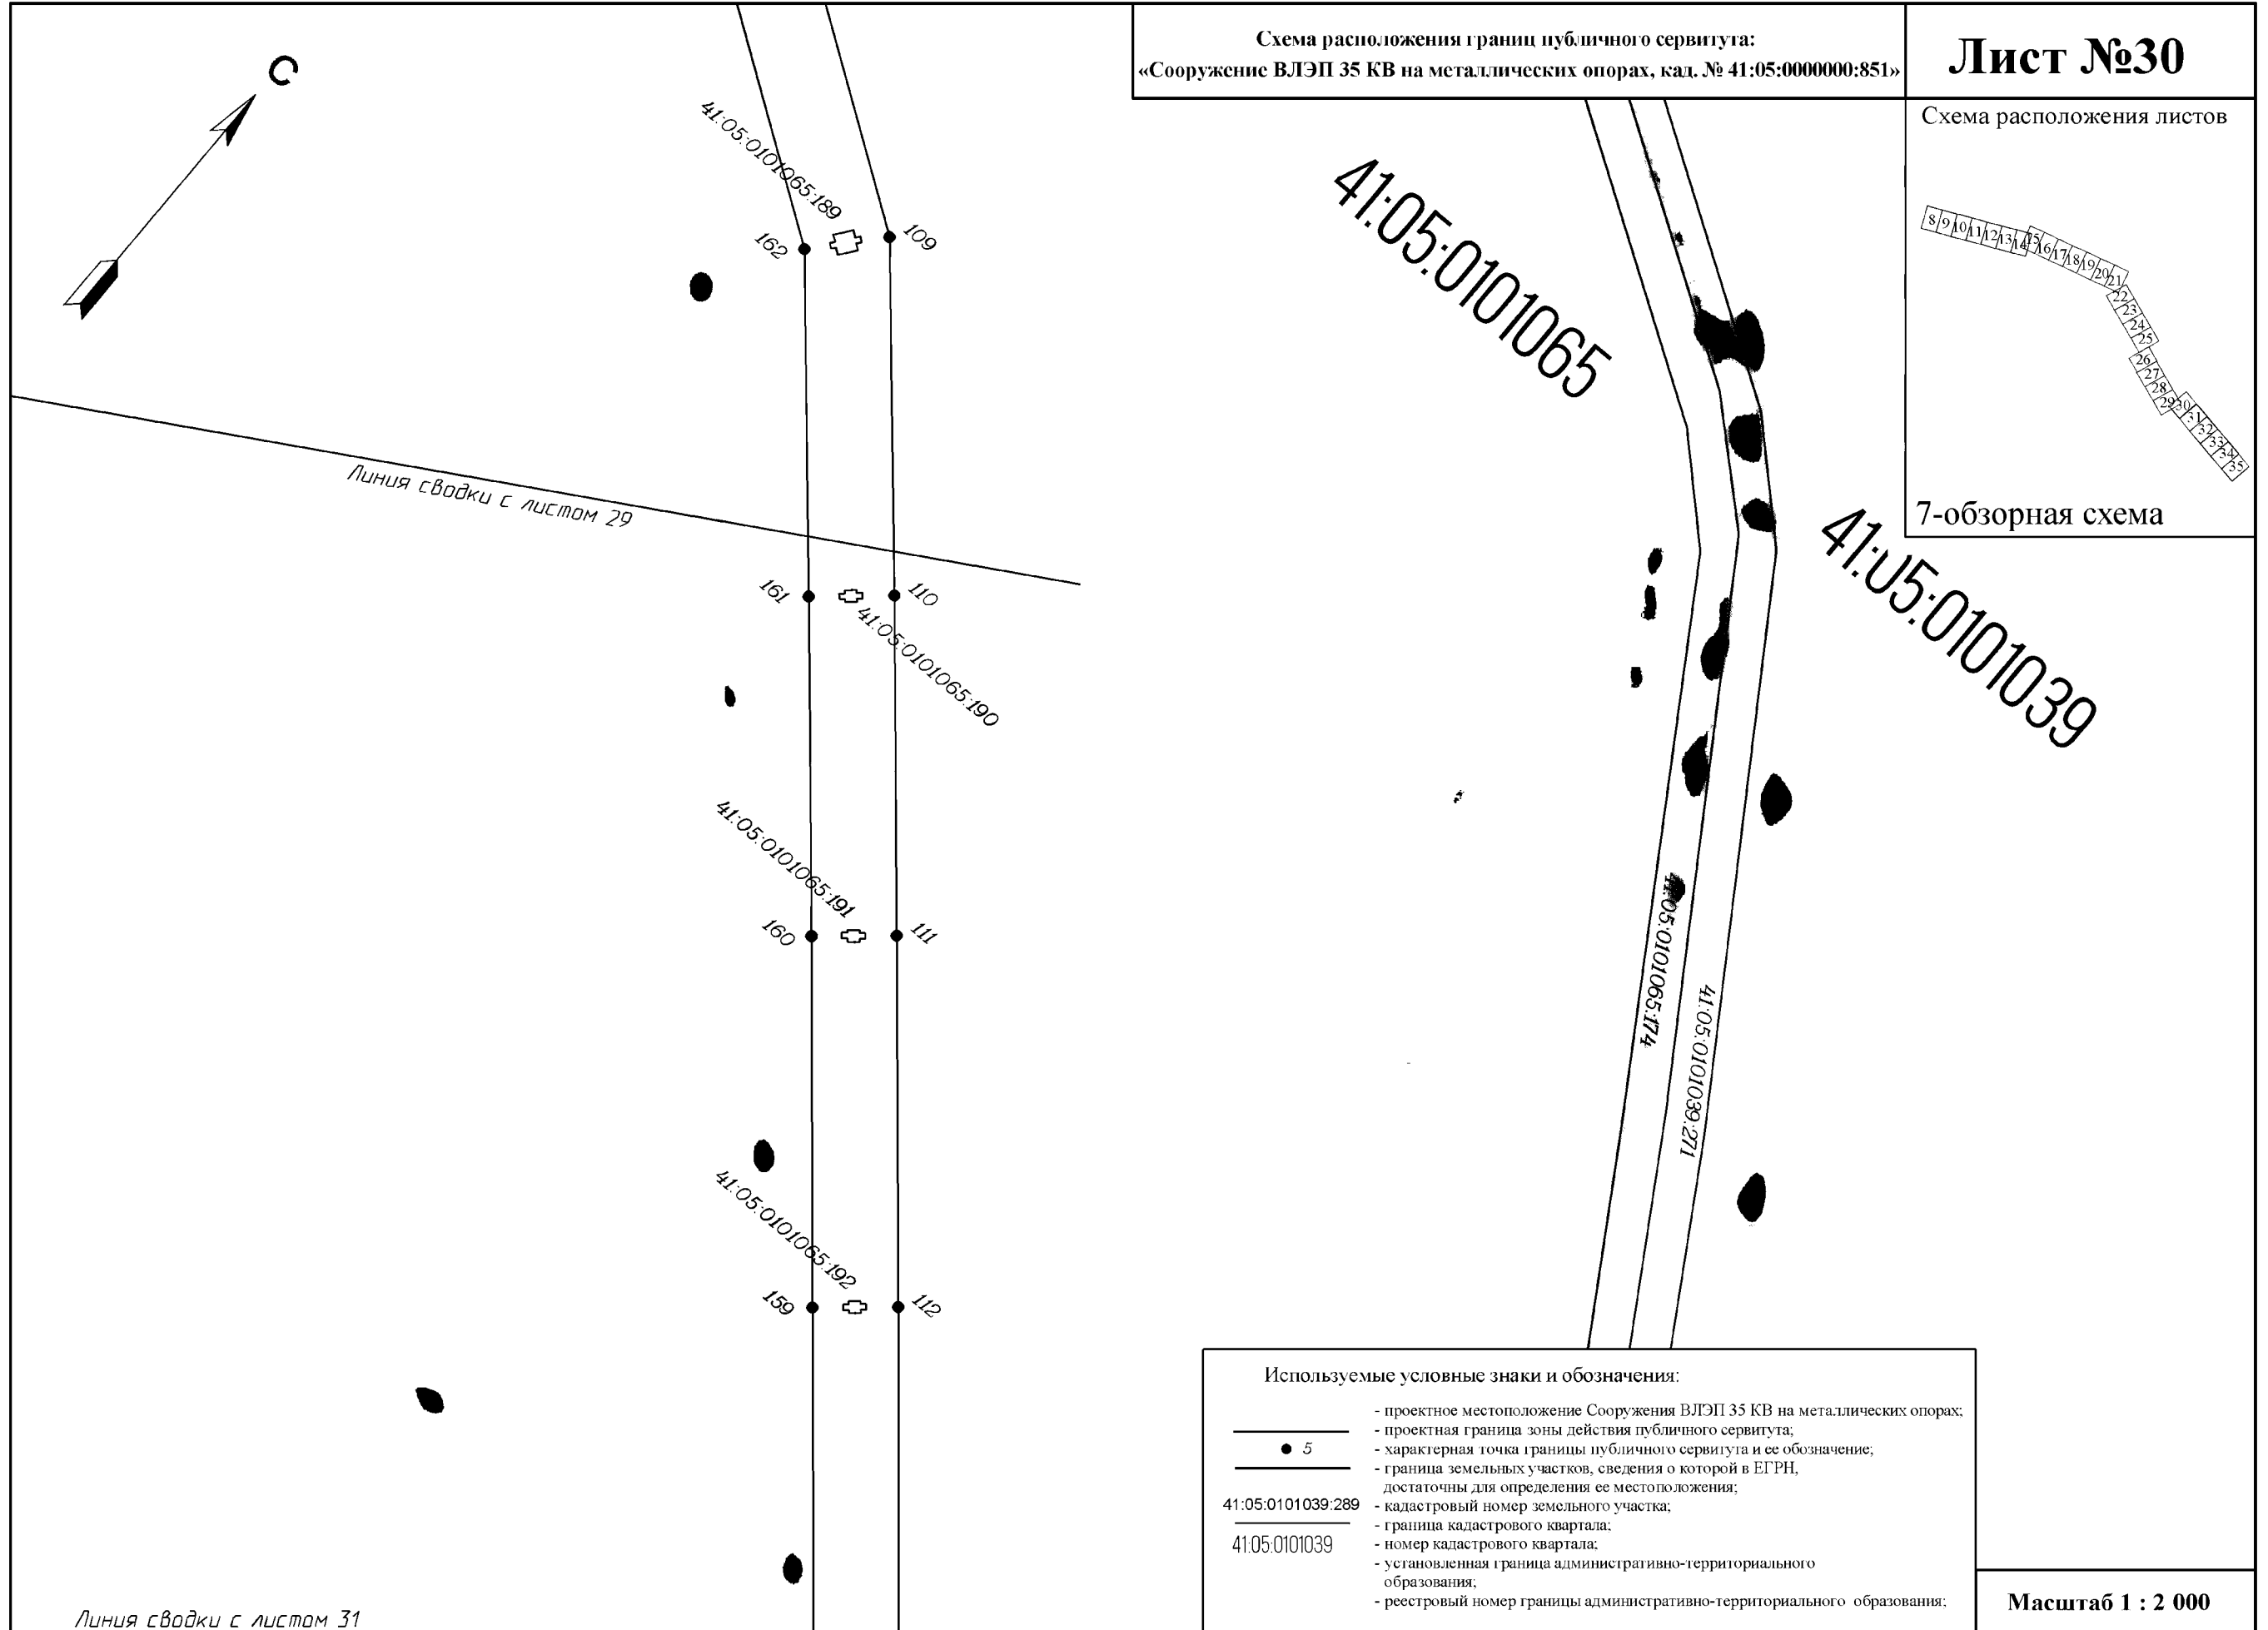 Схема расположения границ публичного сервитута:
«Сооружение ВЛЭП 35 КВ на металлических опорах, кад. № 41:05:0000000:851»
Лист №30
Схема расположения листов
8 9 10 11 12 13 14 15 16 17 18 19 20 21
22
23
24
25
26
27
28
29 30
31
32
33
34
35
7-обзорная схема
С
41:05:0101065:189
162
109
41:05:0101065
Линия сводки с листом 29
161
110
41:05:0101065:190
41:05:0101039
41:05:0101065:191
160
111
41:05:0101065:174
41:05:0101039:271
41:05:0101065:192
159
112
Линия сводки с листом 31
Используемые условные знаки и обозначения:
- проектное местоположение Сооружения ВЛЭП 35 КВ на металлических опорах;
- проектная граница зоны действия публичного сервитута;
5 - характерная точка границы публичного сервитута и ее обозначение;
- граница земельных участков, сведения о которой в ЕГРН,
достаточны для определения ее местоположения;
41:05:0101039:289 - кадастровый номер земельного участка;
- граница кадастрового квартала;
41:05:0101039 - номер кадастрового квартала;
- установленная граница административно-территориального
образования;
- реестровый номер границы административно-территориального образования;
Масштаб 1 : 2 000